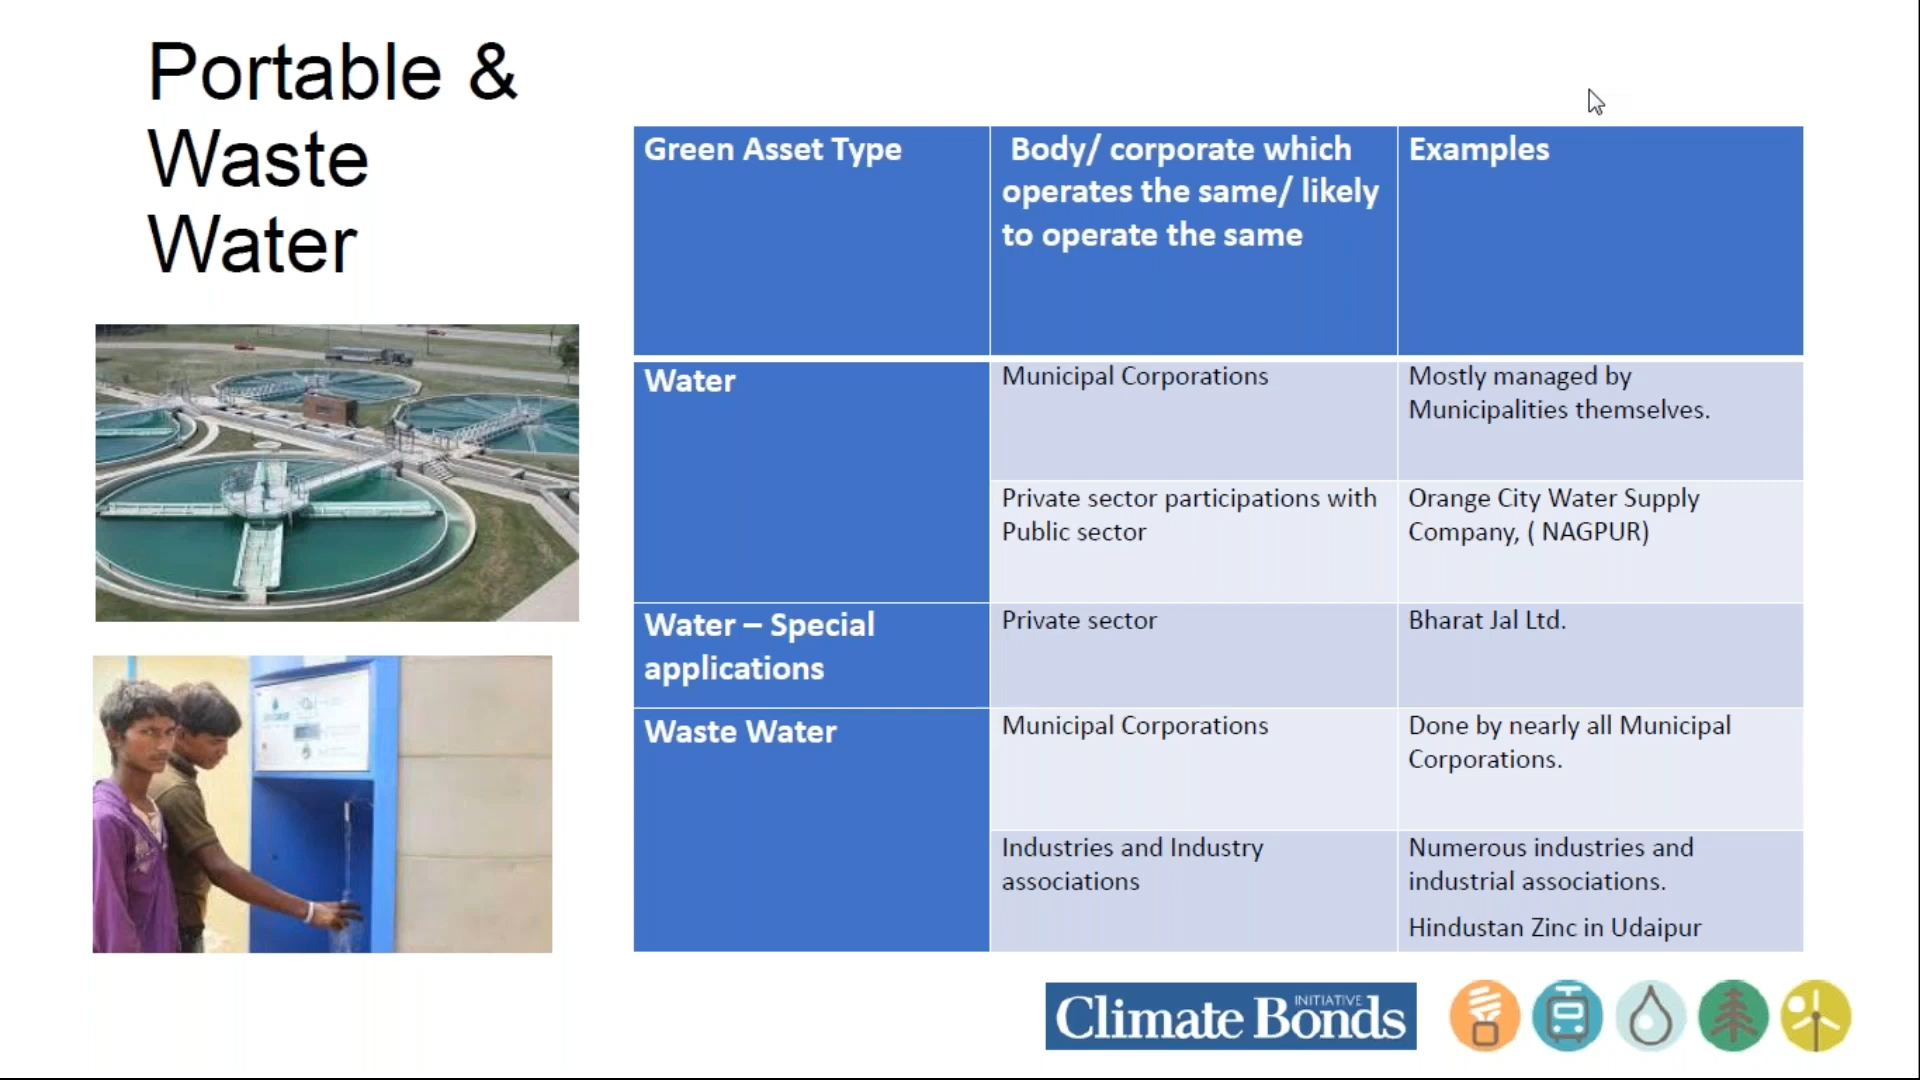 Portable &
Waste
Water
Green Asset Type
Body/ corporate which
operates the same/ likely
to operate the same
Examples
Water
Municipal Corporations
Mostly managed by
Municipalities themselves.
Private sector participations with
Public sector
Orange City Water Supply
Company, ( NAGPUR)
Water – Special
applications
Private sector
Bharat Jal Ltd.
Waste Water
Municipal Corporations
Done by nearly all Municipal
Corporations.
Industries and Industry
associations
Numerous industries and
industrial associations.
Hindustan Zinc in Udaipur
Climate Bonds
INITIATIVE